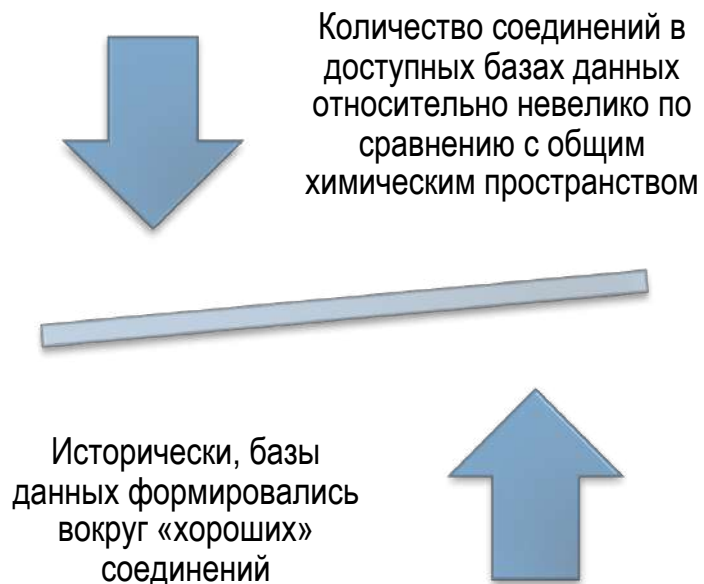 Количество соединений в
доступных базах данных
относительно невелико по
сравнению с общим
химическим пространством
Исторически, базы
данных формировались
вокруг «хороших»
соединений